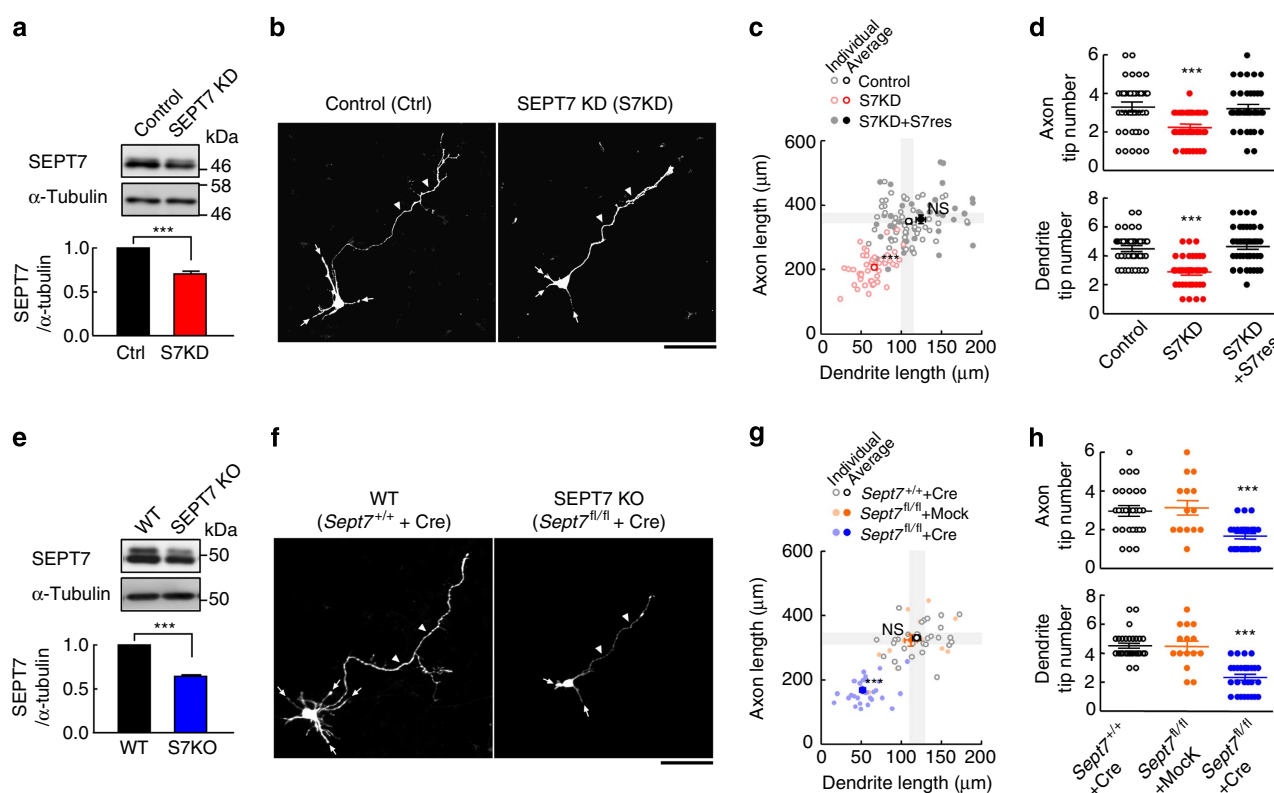 a
Control
SEPT7 KD
kDa
SEPT7
46
α-Tubulin
58
46
SEPT7
/α-tubulin
1.0
0.5
0.0
***
Ctrl
S7KD
b
Control (Ctrl)
SEPT7 KD (S7KD)
c
Individual
Average
Control
S7KD
S7KD+S7res
Axon length (μm)
600
400
200
0
NS
***
0
50
100
150
200
Dendrite length (μm)
d
Axon
tip number
6
4
2
0
***
Dendrite
tip number
8
6
4
2
0
***
Control
S7KD
S7KD
+S7res
e
WT
SEPT7 KO
kDa
SEPT7
50
α-Tubulin
50
SEPT7
/α-tubulin
1.0
0.5
0.0
***
WT
S7KO
f
WT
(Sept7+/+ + Cre)
SEPT7 KO
(Sept7fl/fl + Cre)
g
Individual
Average
Sept7+/++Cre
Sept7fl/fl+Mock
Sept7fl/fl+Cre
Axon length (μm)
600
400
200
0
NS
***
0
50
100
150
200
Dendrite length (μm)
h
Axon
tip number
6
4
2
0
***
Dendrite
tip number
8
6
4
2
0
***
Sept7+/+
+Cre
Sept7fl/fl
+MocK
Sept7fl/fl
+Cre